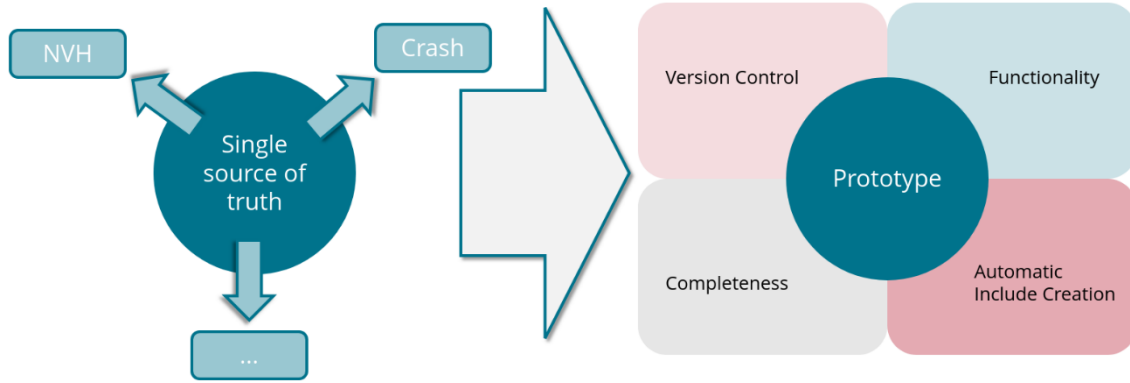 NVH
Crash
Single
source of
truth
...
Version Control
Functionality
Prototype
Completeness
Automatic
Include Creation